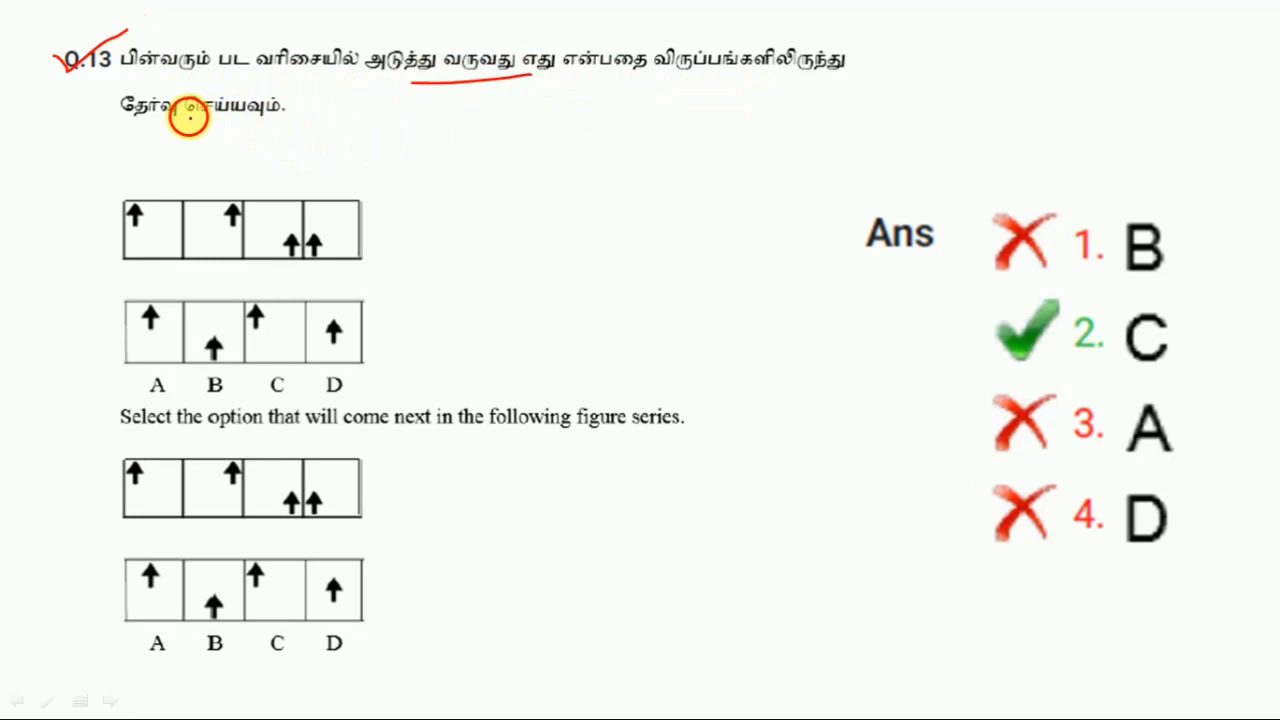 Q.13 பின்வரும் பட வரிசையில் அடுத்து வருவது எது என்பதை விருப்பங்களிலிருந்து
தேர்வு செய்யவும்.
A B C D
Select the option that will come next in the following figure series.
A B C D
Ans
1. B
2. C
3. A
4. D